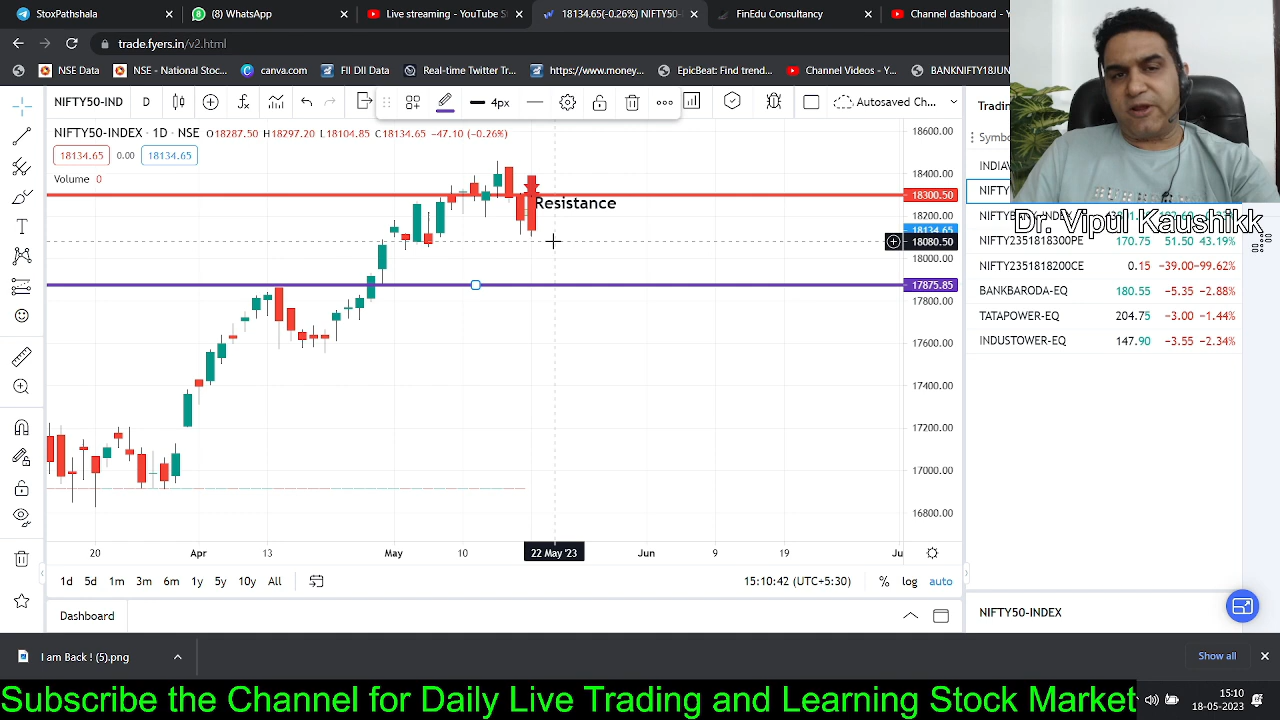 StoxPathshala
(8) WhatsApp
Live Streaming - YouTube S
18134.65(-0.26%) NIFTY50-
FinEdu Consultancy
Channel dashboard -
trade.fyers.in/v2.html
NSE Data
NSE - National Stoc...
canva.com
FII DII Data
Real-Time Twitter Tr...
https://www.money...
EpicBeat: Find and...
Channel Videos - Y...
BANKNIFTY18JUN
NIFTY50-IND
D
4px
Autosaved Ch...
Tradin
NIFTY50-INDEX · 1D · NSE
O18287.50 H18297.20 L18104.85 C18134.65 −47.10 (−0.26%)
18134.65
0.00
18134.65
Volume 0
Symbo
INDIAV
NIFTY
Dr. Vipul Kaushikk
NIFTY2351818300PE 170.75 51.50 43.19%
NIFTY2351818200CE 0.15 −39.00 −99.62%
BANKBARODA-EQ 180.55 −5.35 −2.88%
TATAPOWER-EQ 204.75 −3.00 −1.44%
INDUSTOWER-EQ 147.90 −3.55 −2.34%
Resistance
18600.00
18400.00
18300.50
18200.00
18134.65
18080.50
18000.00
17875.85
17800.00
17600.00
17400.00
17200.00
17000.00
16800.00
20
Apr
13
May
10
22 May '23
Jun
9
19
Ju
1d 5d 1m 3m 6m 1y 5y 10y All
15:10:42 (UTC+5:30)
% log auto
Dashboard
NIFTY50-INDEX
I am Back ! (5).png
Show all
Subscribe the Channel for Daily Live Trading and Learning Stock Market
15:10
18-05-2023